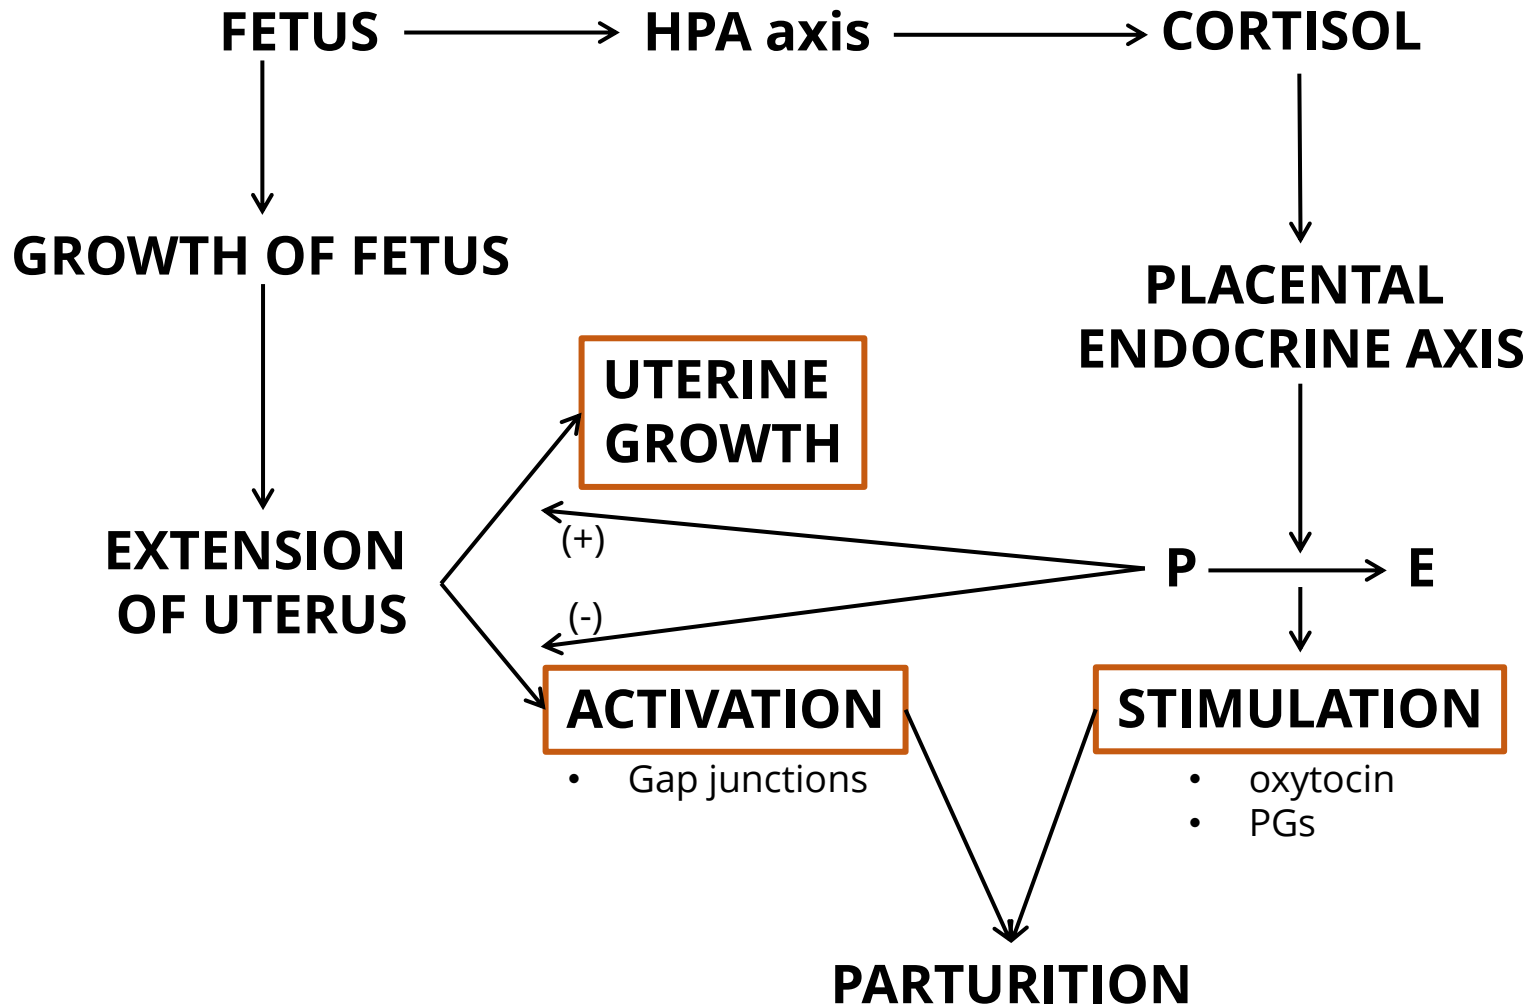 FETUS
HPA axis
CORTISOL
GROWTH OF FETUS
PLACENTAL
ENDOCRINE AXIS
UTERINE
GROWTH
EXTENSION
OF UTERUS
(+)
P
E
(-)
ACTIVATION
• Gap junctions
STIMULATION
• oxytocin
• PGs
PARTURITION